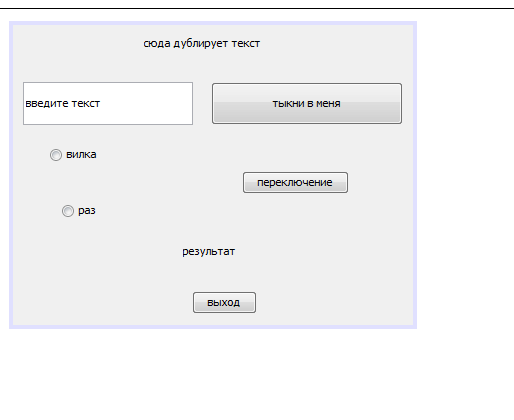 сюда дублирует текст
введите текст
тыкни в меня
вилка
переключение
раз
результат
выход